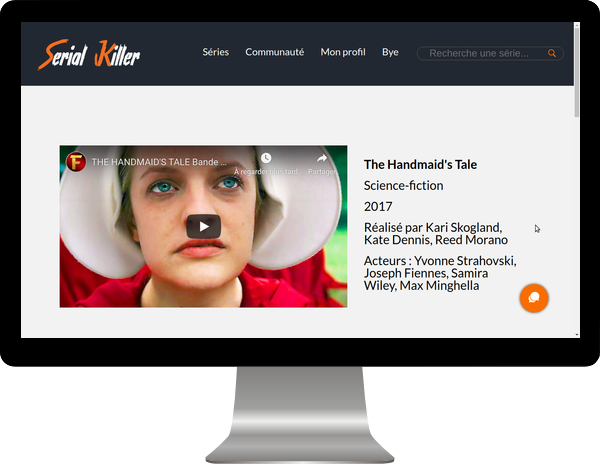 Serial Killer
Séries Communauté Mon profil Bye
Recherche une série...
F THE HANDMAID'S TALE Bande ...
À regarder plus tard Partager
The Handmaid's Tale
Science-fiction
2017
Réalisé par Kari Skogland,
Kate Dennis, Reed Morano
Acteurs : Yvonne Strahovski,
Joseph Fiennes, Samira
Wiley, Max Minghella